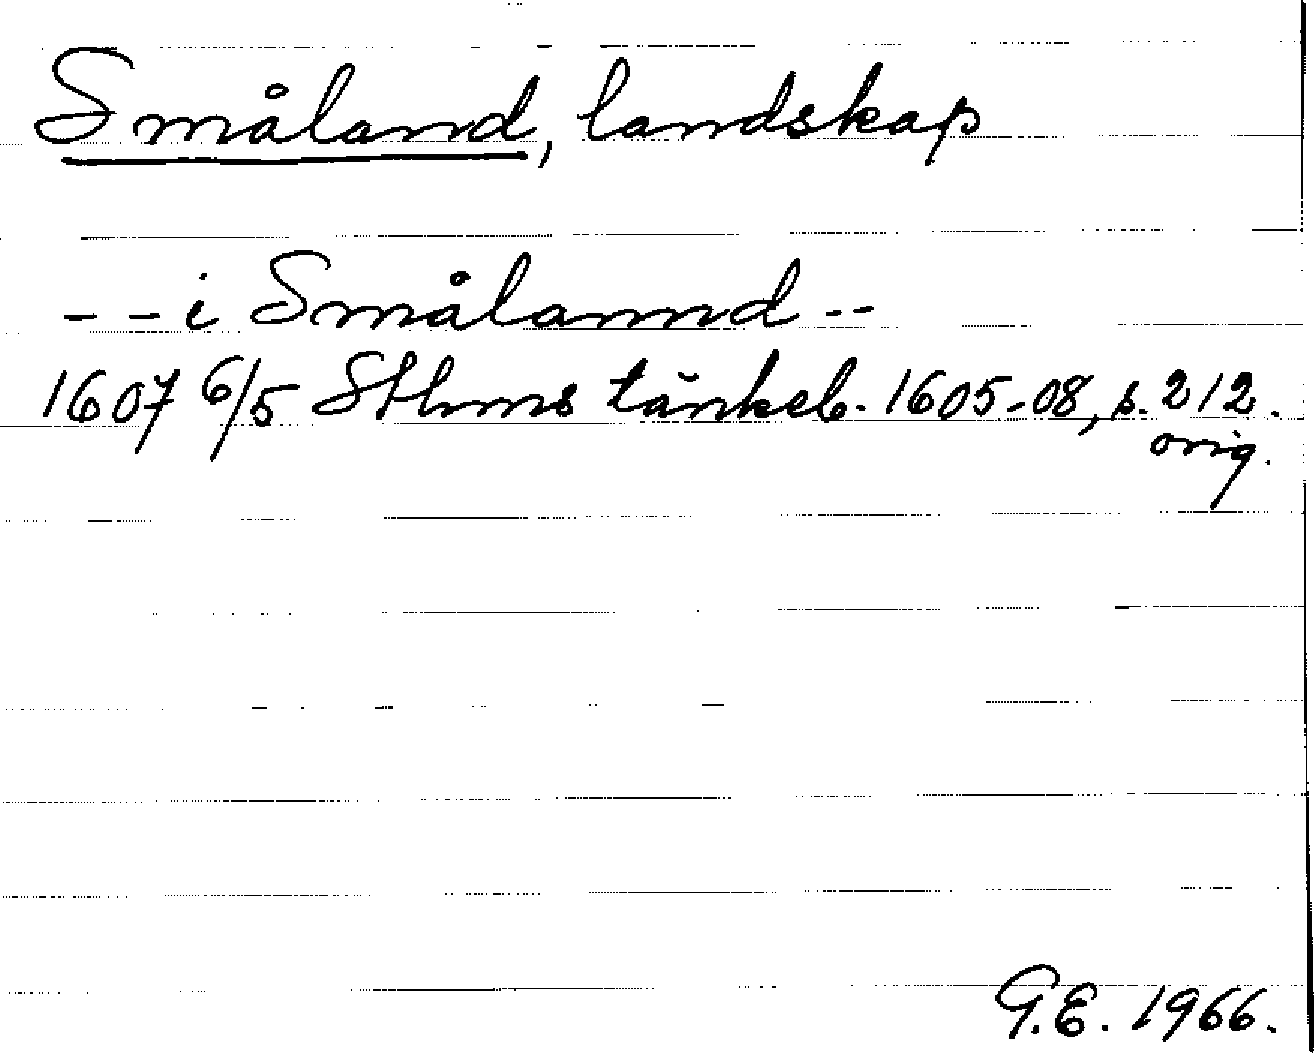 Småland, landskap
-- i Smålannd --
1607 6/5 Sthms tänkeb. 1605-08, s. 212.
orig.
G.E. 1966.